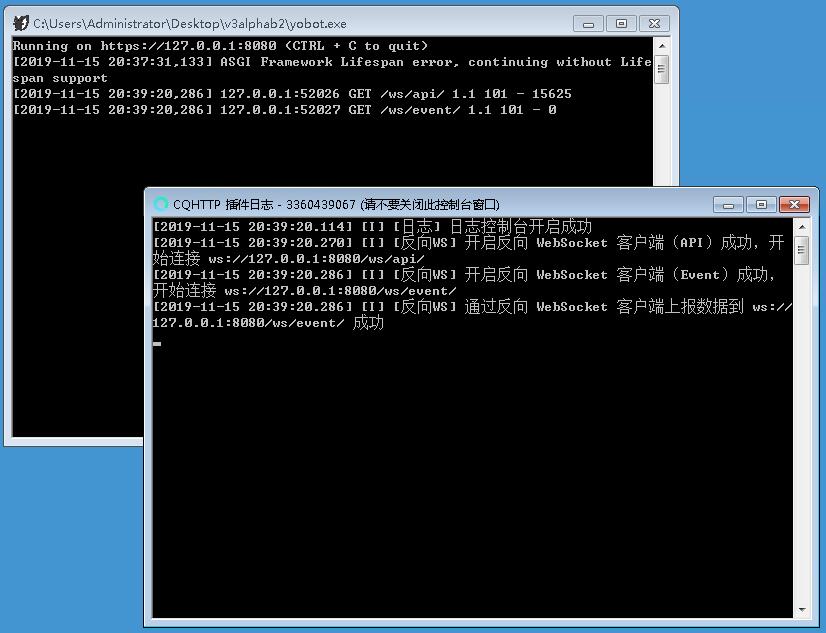 C:\Users\Administrator\Desktop\v3alphab2\yobot.exe
Running on https://127.0.0.1:8080 (CTRL + C to quit)
[2019-11-15 20:37:31,133] ASGI Framework Lifespan error, continuing without Life
span support
[2019-11-15 20:39:20,286] 127.0.0.1:52026 GET /ws/api/ 1.1 101 - 15625
[2019-11-15 20:39:20,286] 127.0.0.1:52027 GET /ws/event/ 1.1 101 - 0
CQHTTP 插件日志 - 3360439067 (请不要关闭此控制台窗口)
[2019-11-15 20:39:20.114] [I] [日志] 日志控制台开启成功
[2019-11-15 20:39:20.270] [I] [反向WS] 开启反向 WebSocket 客户端（API）成功，开
始连接 ws://127.0.0.1:8080/ws/api/
[2019-11-15 20:39:20.286] [I] [反向WS] 开启反向 WebSocket 客户端（Event）成功，
开始连接 ws://127.0.0.1:8080/ws/event/
[2019-11-15 20:39:20.286] [I] [反向WS] 通过反向 WebSocket 客户端上报数据到 ws://
127.0.0.1:8080/ws/event/ 成功